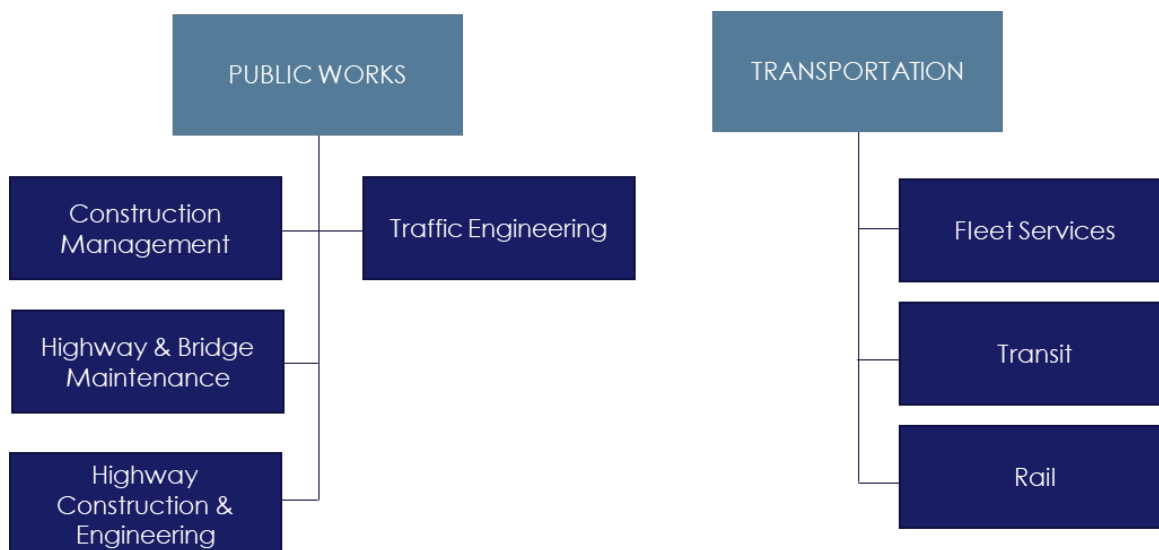 PUBLIC WORKS
Construction
Management
Traffic Engineering
Highway & Bridge
Maintenance
Highway
Construction &
Engineering
TRANSPORTATION
Fleet Services
Transit
Rail